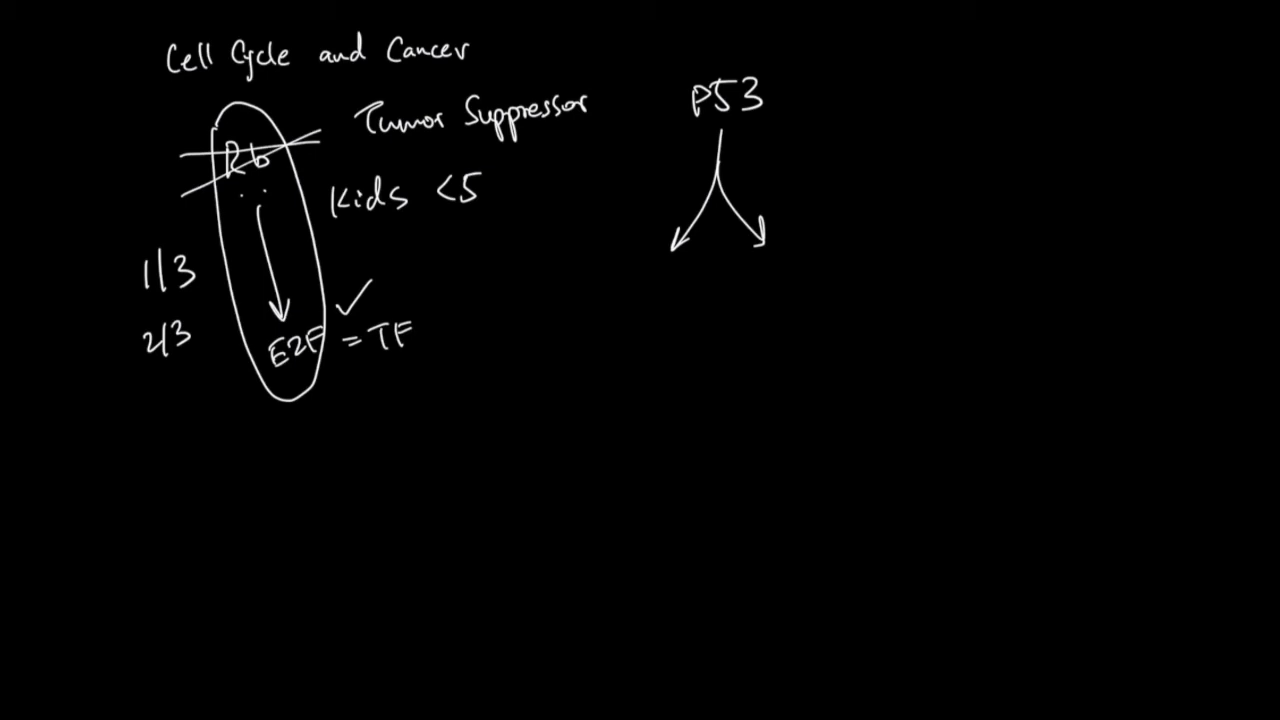 Cell Cycle and Cancer
Tumor Suppressor
Rb
Kids <5
1/3
2/3
E2F = TF
P53